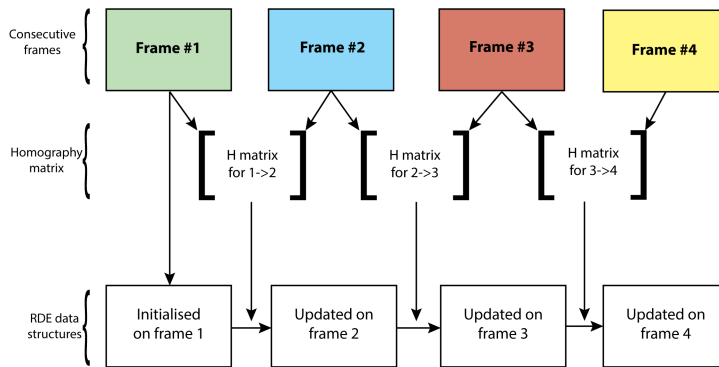 Consecutive
frames
Frame #1
Frame #2
Frame #3
Frame #4
Homography
matrix
H matrix
for 1->2
H matrix
for 2->3
H matrix
for 3->4
RDE data
structures
Initialised
on frame 1
Updated on
frame 2
Updated on
frame 3
Updated on
frame 4